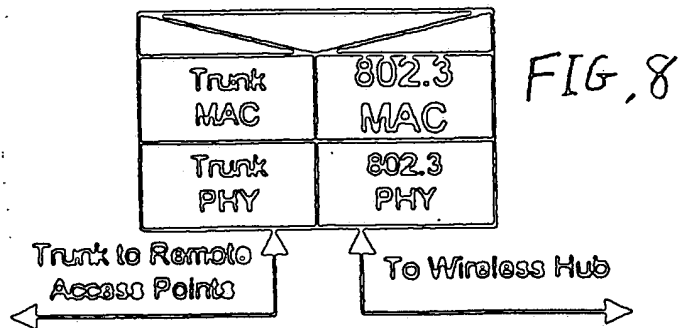 Trunk
MAC
802.3
MAC
FIG,8
Trunk
PHY
802.3
PHY
Trunk to Remote
Access Points
To Wireless Hub